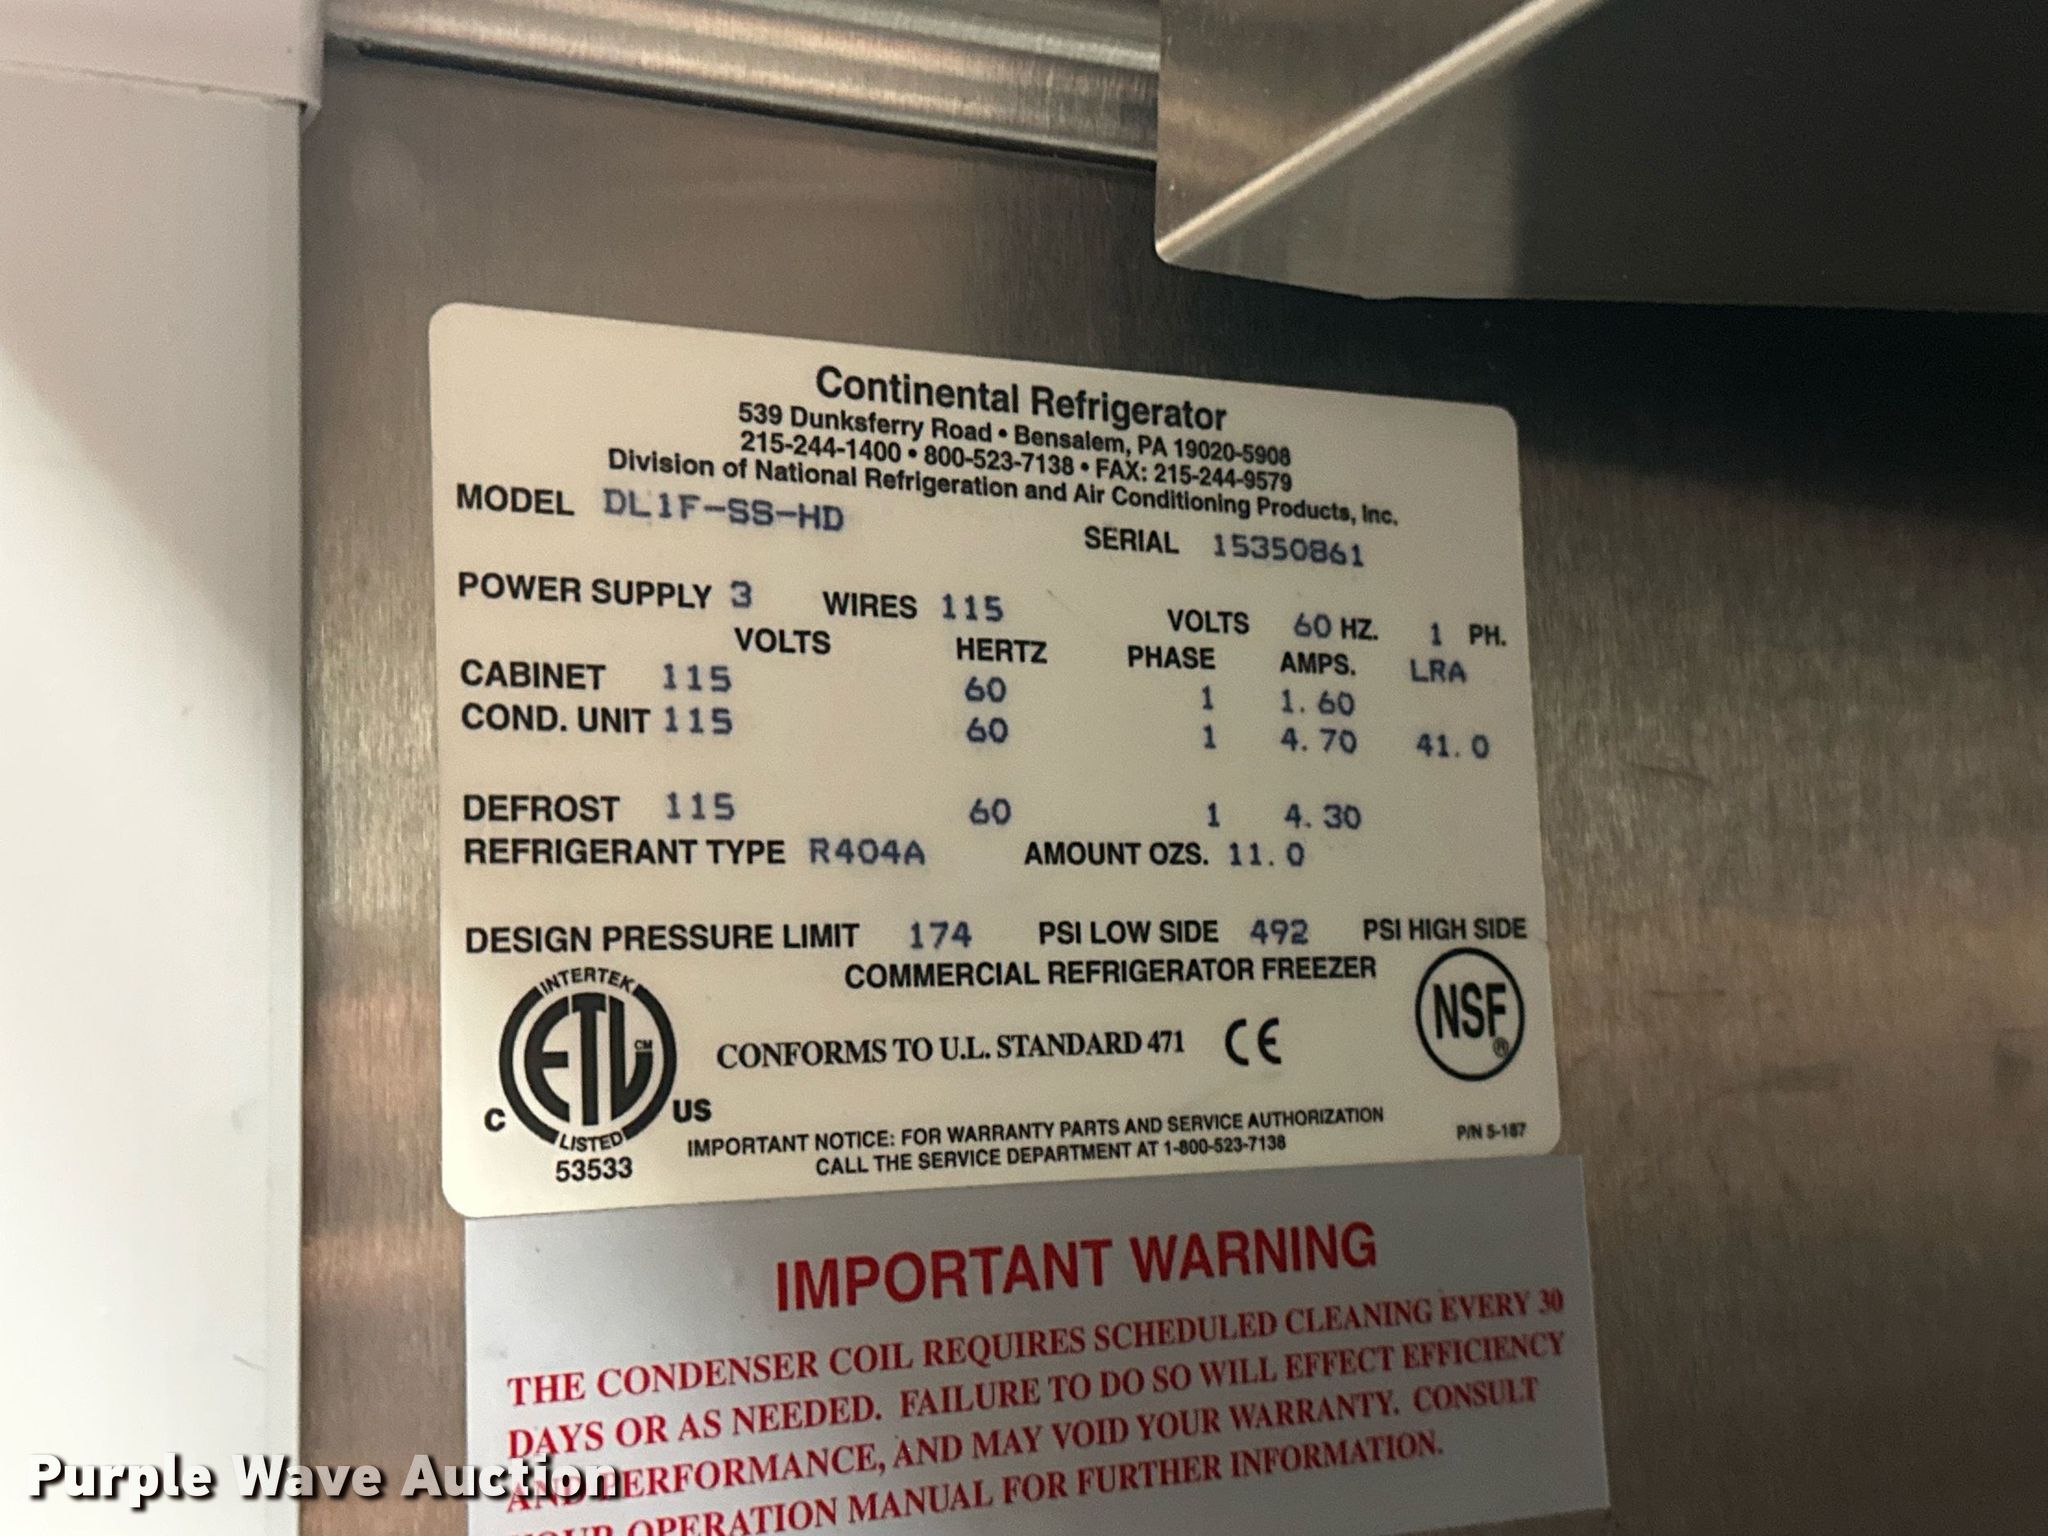 Continental Refrigerator
539 Dunksferry Road • Bensalem, PA 19020-5908
215-244-1400 • 800-523-7138 • FAX: 215-244-9579
Division of National Refrigeration and Air Conditioning Products, Inc.
MODEL DL1F-SS-HD
SERIAL 15350861
POWER SUPPLY 3 WIRES 115 VOLTS 60 HZ. 1 PH.
VOLTS HERTZ PHASE AMPS. LRA
CABINET 115 60 1 1.60
COND. UNIT 115 60 1 4.70 41.0
DEFROST 115 60 1 4.30
REFRIGERANT TYPE R404A AMOUNT OZS. 11.0
DESIGN PRESSURE LIMIT 174 PSI LOW SIDE 492 PSI HIGH SIDE
COMMERCIAL REFRIGERATOR FREEZER
INTERTEK
ETL CM
C US
LISTED
53533
CONFORMS TO U.L. STANDARD 471 CE
NSF ®
IMPORTANT NOTICE: FOR WARRANTY PARTS AND SERVICE AUTHORIZATION
CALL THE SERVICE DEPARTMENT AT 1-800-523-7138
P/N 5-187
IMPORTANT WARNING
THE CONDENSER COIL REQUIRES SCHEDULED CLEANING EVERY 30
DAYS OR AS NEEDED. FAILURE TO DO SO WILL EFFECT EFFICIENCY
AND PERFORMANCE, AND MAY VOID YOUR WARRANTY. CONSULT
YOUR OPERATION MANUAL FOR FURTHER INFORMATION.
Purple Wave Auction